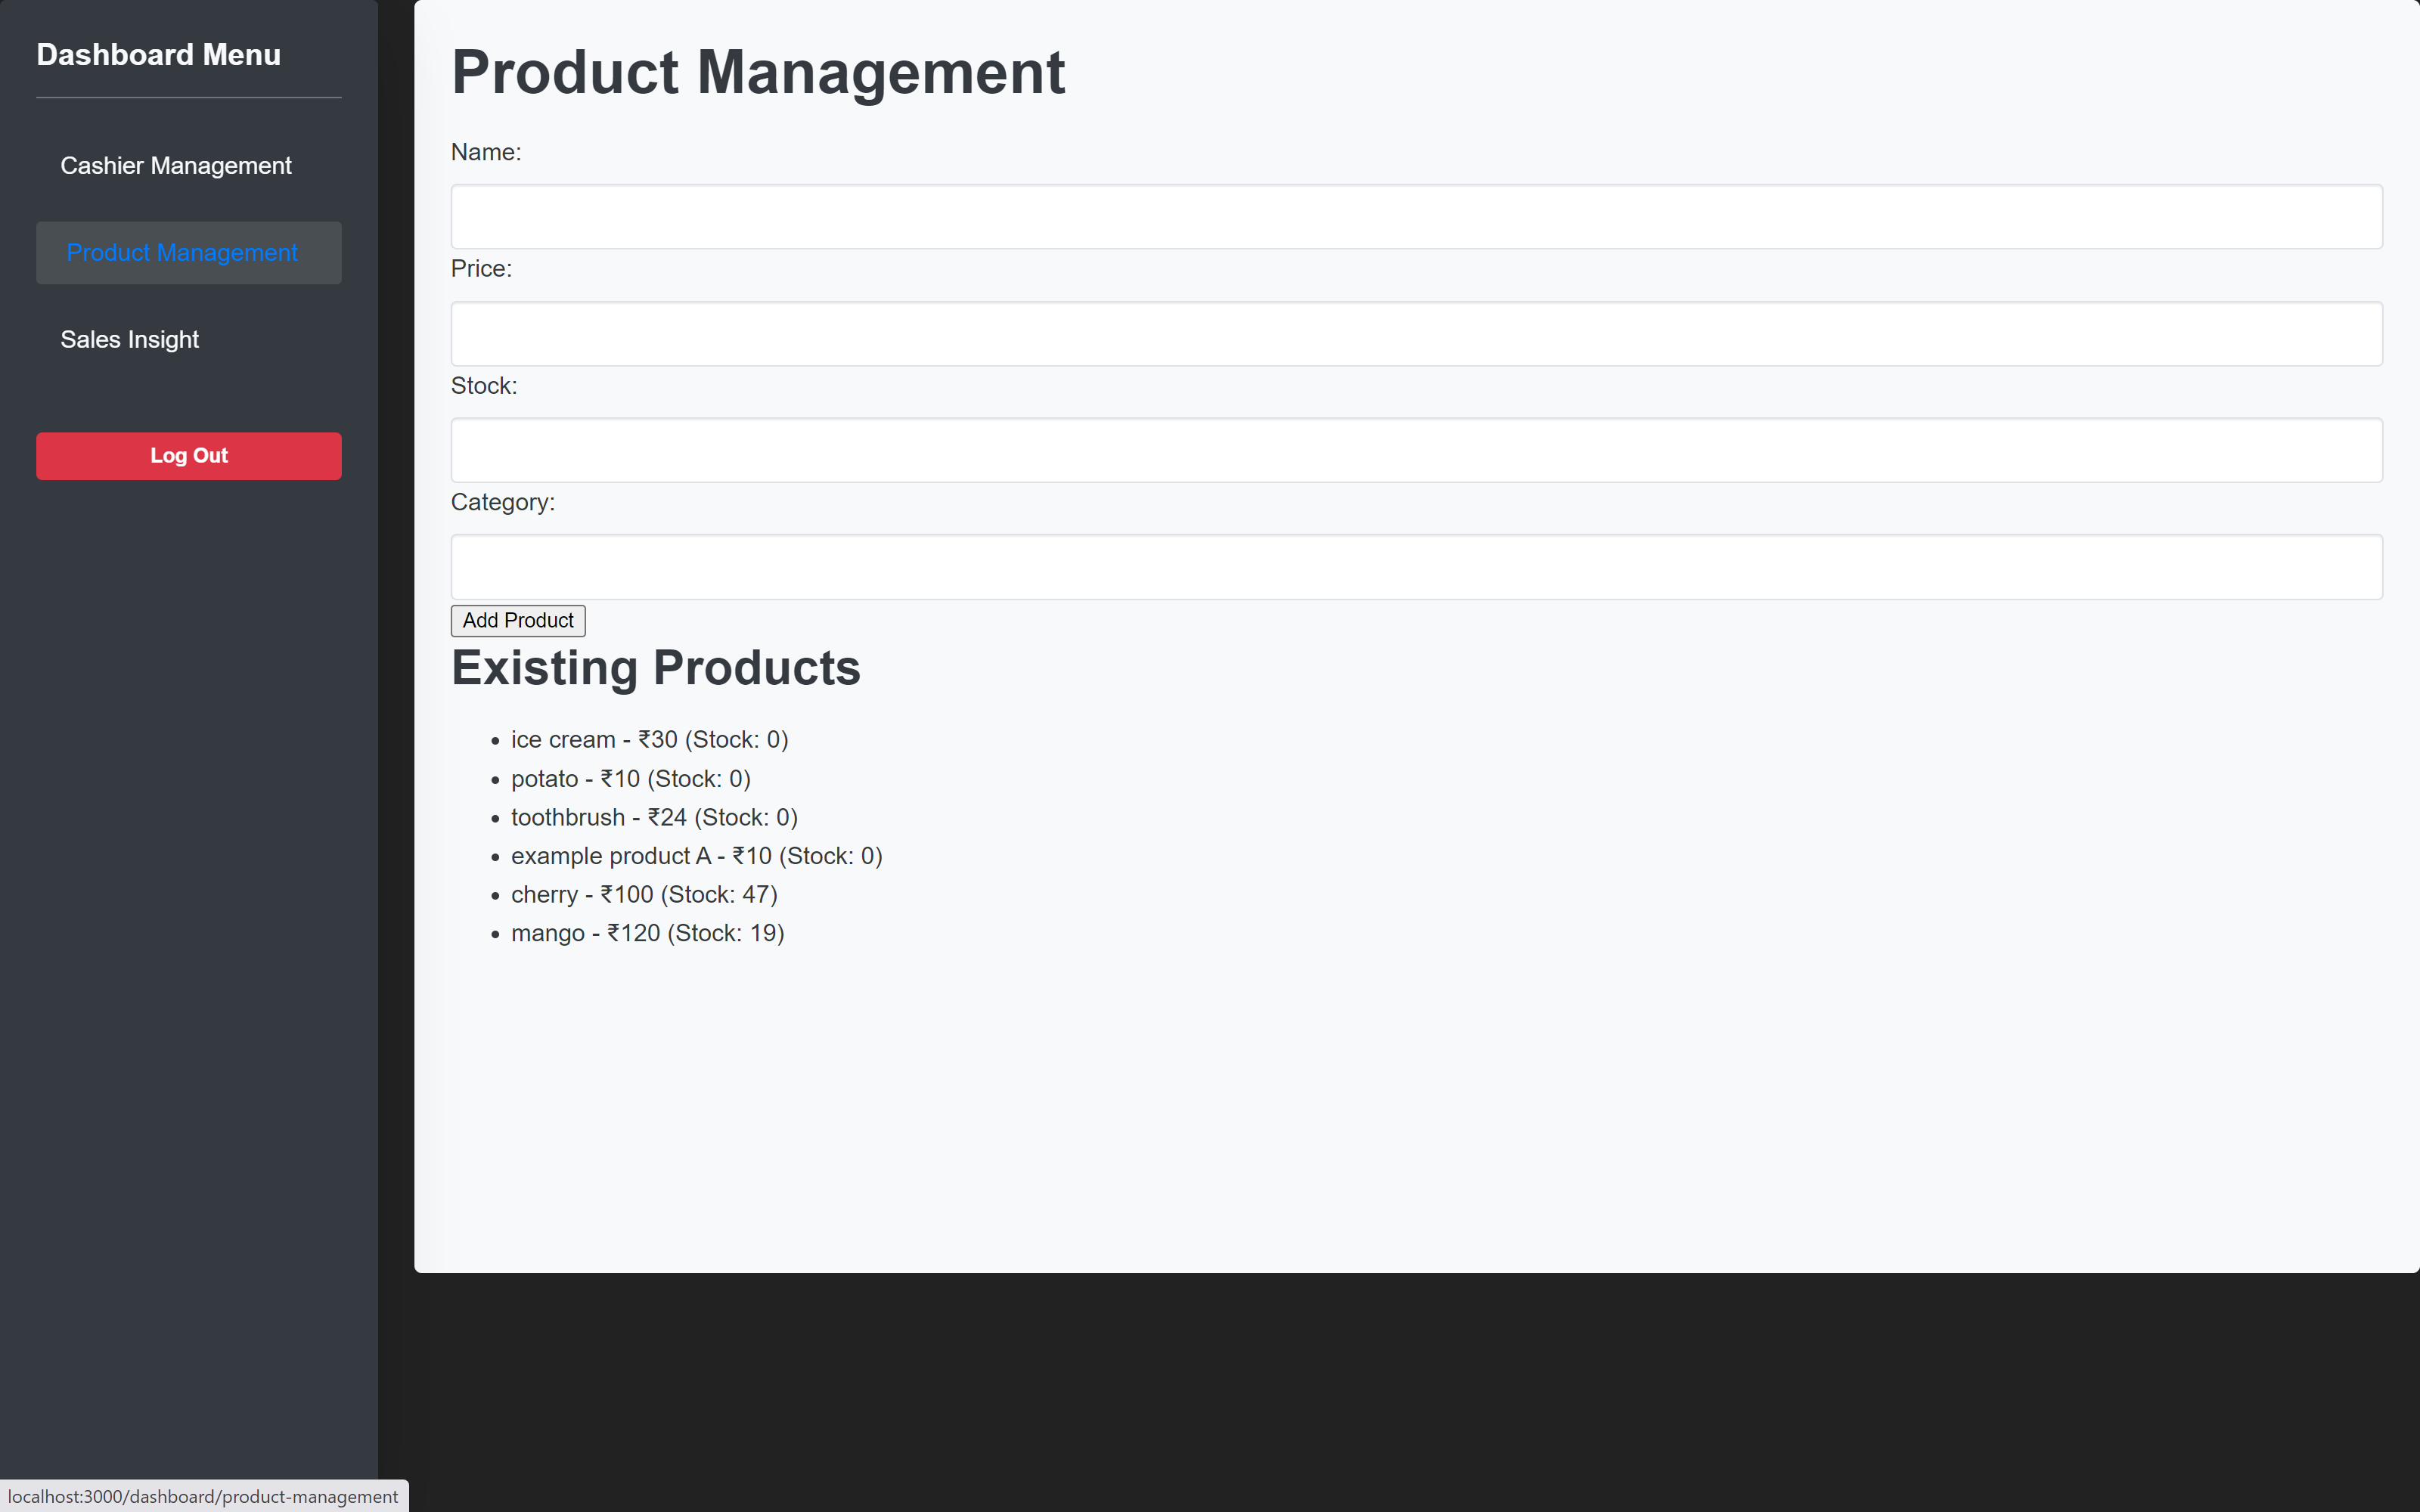 Dashboard Menu
Cashier Management
Product Management
Sales Insight
Log Out
Product Management
Name:
Price:
Stock:
Category:
Add Product
Existing Products
• ice cream - ₹30 (Stock: 0)
• potato - ₹10 (Stock: 0)
• toothbrush - ₹24 (Stock: 0)
• example product A - ₹10 (Stock: 0)
• cherry - ₹100 (Stock: 47)
• mango - ₹120 (Stock: 19)
localhost:3000/dashboard/product-management